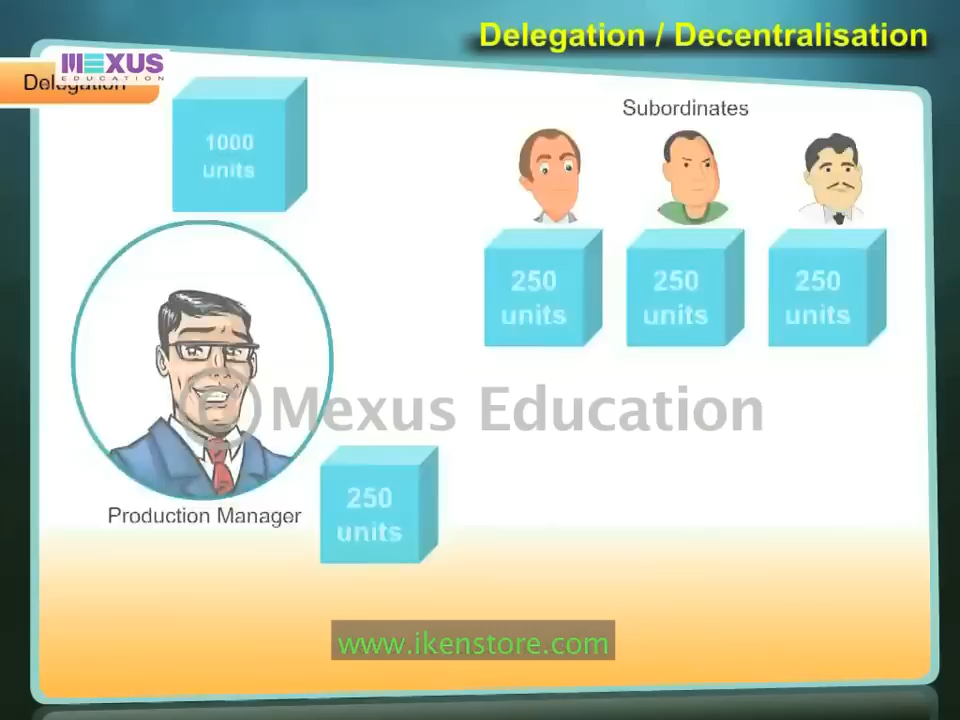 Delegation / Decentralisation
MEXUS
EDUCATION
Delegation
1000
units
Subordinates
250
units
250
units
250
units
© Mexus Education
Production Manager
250
units
www.ikenstore.com